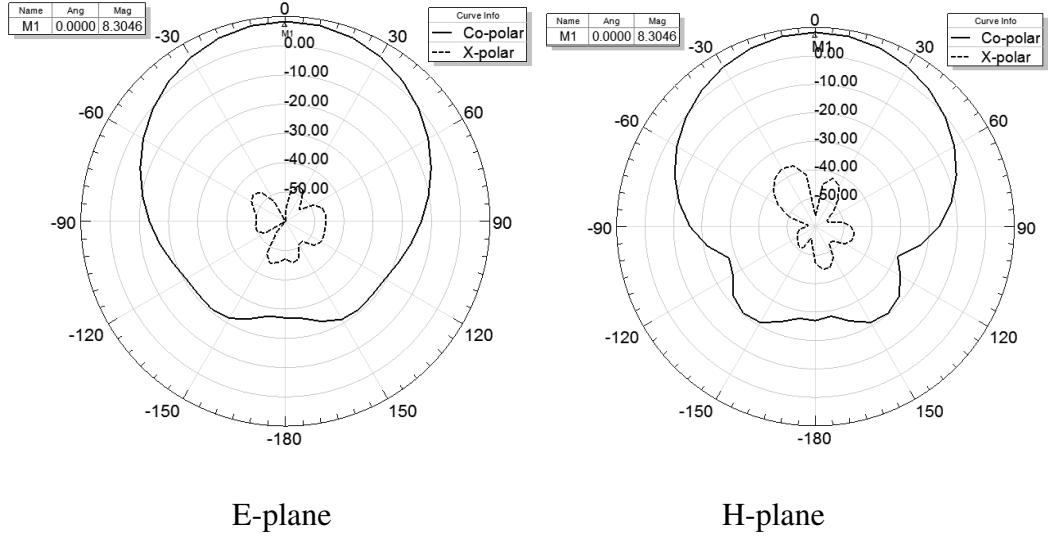 Name Ang Mag
M1 0.0000 8.3046
Curve Info
Co-polar
X-polar
0
-30
30
M1
0.00
-10.00
-60
60
-20.00
-30.00
-40.00
-50.00
-90
90
-120
120
-150
150
-180
Name Ang Mag
M1 0.0000 8.3046
Curve Info
Co-polar
X-polar
0
-30
30
M1
0.00
-10.00
-60
60
-20.00
-30.00
-40.00
-50.00
-90
90
-120
120
-150
150
-180
E-plane
H-plane